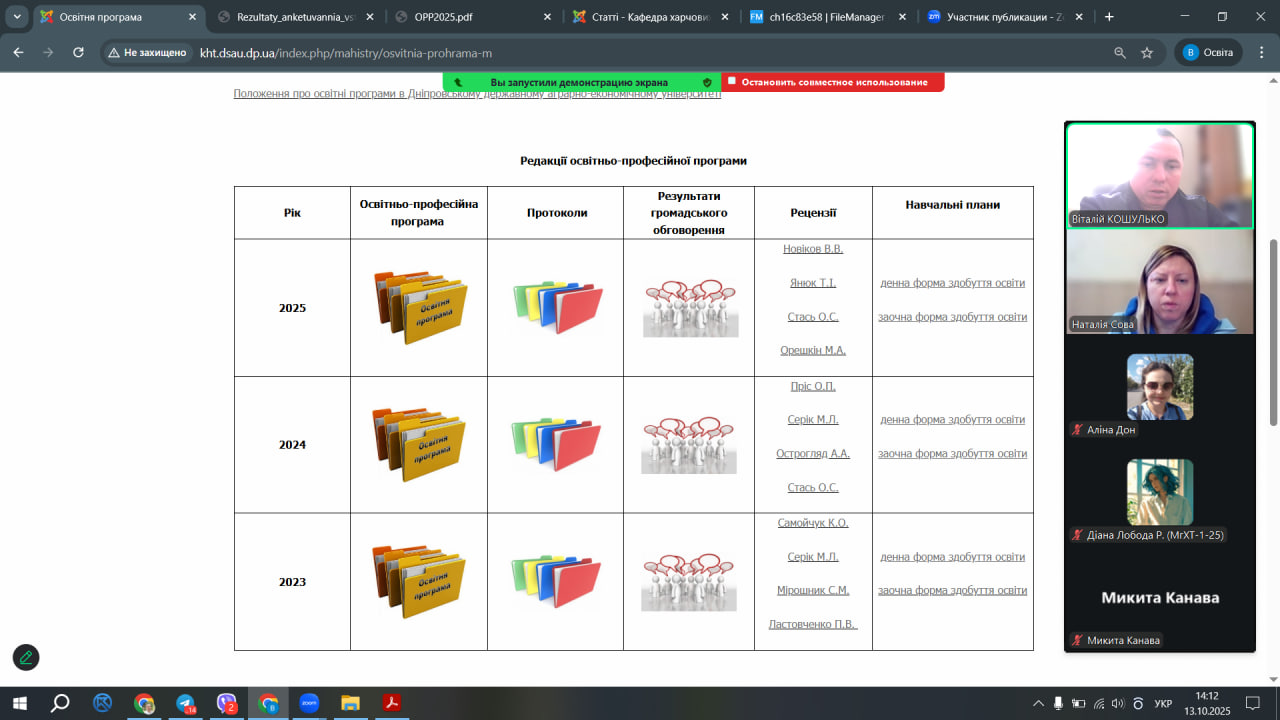 Освітня програма
Rezultaty_anketuvannia_vs
OPP2025.pdf
Статті - Кафедра харчови
FM
ch16c83e58 | FileManager
zm
Участник публикации - Zo
Не защищено
kht.dsau.dp.ua/index.php/mahistry/osvitnia-prohrama-m
В
Освіта
Вы запустили демонстрацию экрана
Остановить совместное использование
Положення про освітні програми в Дніпровському державному аграрно-економічному університеті
Редакції освітньо-професійної програми
Рік
Освітньо-професійна
програма
Протоколи
Результати
громадського
обговорення
Рецензії
Навчальні плани
2025
Освітня
програма
Новіков В.В.
Янюк Т.І.
Стась О.С.
Орешкін М.А.
денна форма здобуття освіти
заочна форма здобуття освіти
2024
Освітня
програма
Пріс О.П.
Серік М.Л.
Острогляд А.А.
Стась О.С.
денна форма здобуття освіти
заочна форма здобуття освіти
2023
Освітня
програма
Самойчук К.О.
Серік М.Л.
Мірошник С.М.
Ластовченко П.В.
денна форма здобуття освіти
заочна форма здобуття освіти
Віталій КОШУЛЬКО
Наталія Сова
Аліна Дон
Діана Лобода Р. (МгХТ-1-25)
Микита Канава
Микита Канава
14
2
В
zoom
УКР
14:12
13.10.2025